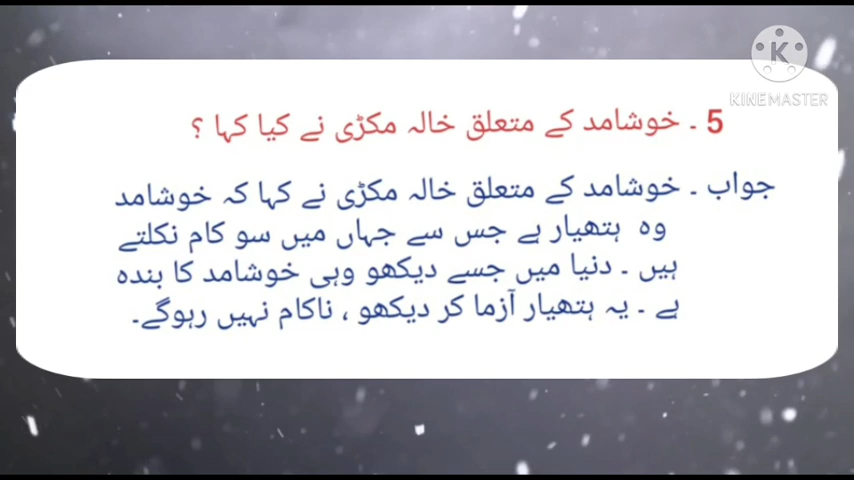 KINEMASTER
5 ۔ خوشامد کے متعلق خالہ مکڑی نے کیا کہا ؟
جواب ۔ خوشامد کے متعلق خالہ مکڑی نے کہا کہ خوشامد
وہ ہتھیار ہے جس سے جہاں میں سو کام نکلتے
ہیں ۔ دنیا میں جسے دیکھو وہی خوشامد کا بندہ
ہے ۔ یہ ہتھیار آزما کر دیکھو ، ناکام نہیں رہوگے۔